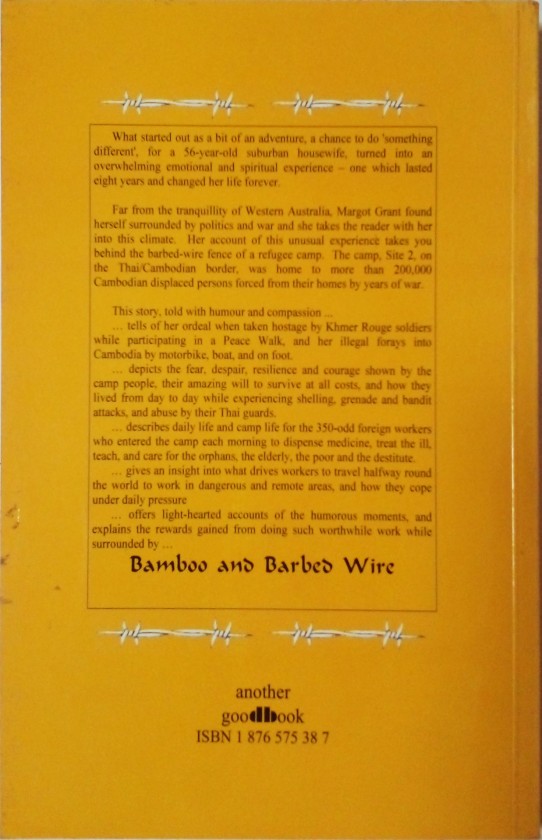 What started out as a bit of an adventure, a chance to do 'something
different', for a 56-year-old suburban housewife, turned into an
overwhelming emotional and spiritual experience – one which lasted
eight years and changed her life forever.
Far from the tranquillity of Western Australia, Margot Grant found
herself surrounded by politics and war and she takes the reader with her
into this climate. Her account of this unusual experience takes you
behind the barbed-wire fence of a refugee camp. The camp, Site 2, on
the Thai/Cambodian border, was home to more than 200,000
Cambodian displaced persons forced from their homes by years of war.
This story, told with humour and compassion ...
... tells of her ordeal when taken hostage by Khmer Rouge soldiers
while participating in a Peace Walk, and her illegal forays into
Cambodia by motorbike, boat, and on foot.
... depicts the fear, despair, resilience and courage shown by the
camp people, their amazing will to survive at all costs, and how they
lived from day to day while experiencing shelling, grenade and bandit
attacks, and abuse by their Thai guards.
... describes daily life and camp life for the 350-odd foreign workers
who entered the camp each morning to dispense medicine, treat the ill,
teach, and care for the orphans, the elderly, the poor and the destitute.
... gives an insight into what drives workers to travel halfway round
the world to work in dangerous and remote areas, and how they cope
under daily pressure
... offers light-hearted accounts of the humorous moments, and
explains the rewards gained from doing such worthwhile work while
surrounded by ...
Bamboo and Barbed Wire
another
goodbook
ISBN 1 876 575 38 7